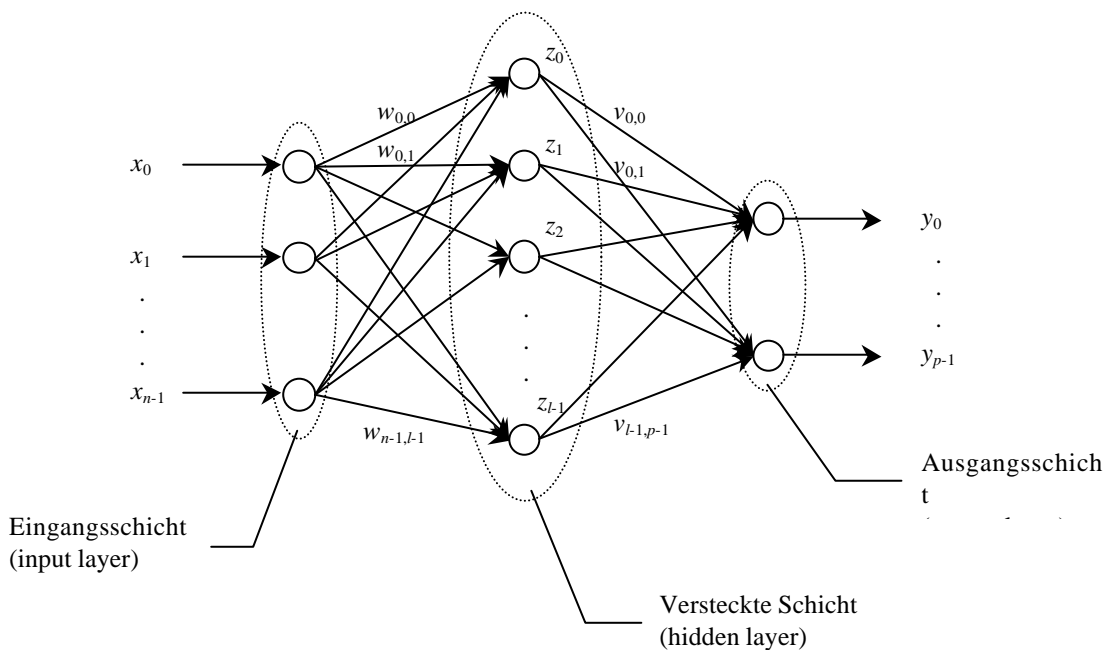 z0
w0,0
v0,0
x0
w0,1
z1
v0,1
z2
y0
x1
.
.
.
.
.
.
.
.
.
xn-1
yp-1
zl-1
wn-1,l-1
vl-1,p-1
Ausgangsschich
t
Eingangsschicht
(input layer)
Versteckte Schicht
(hidden layer)